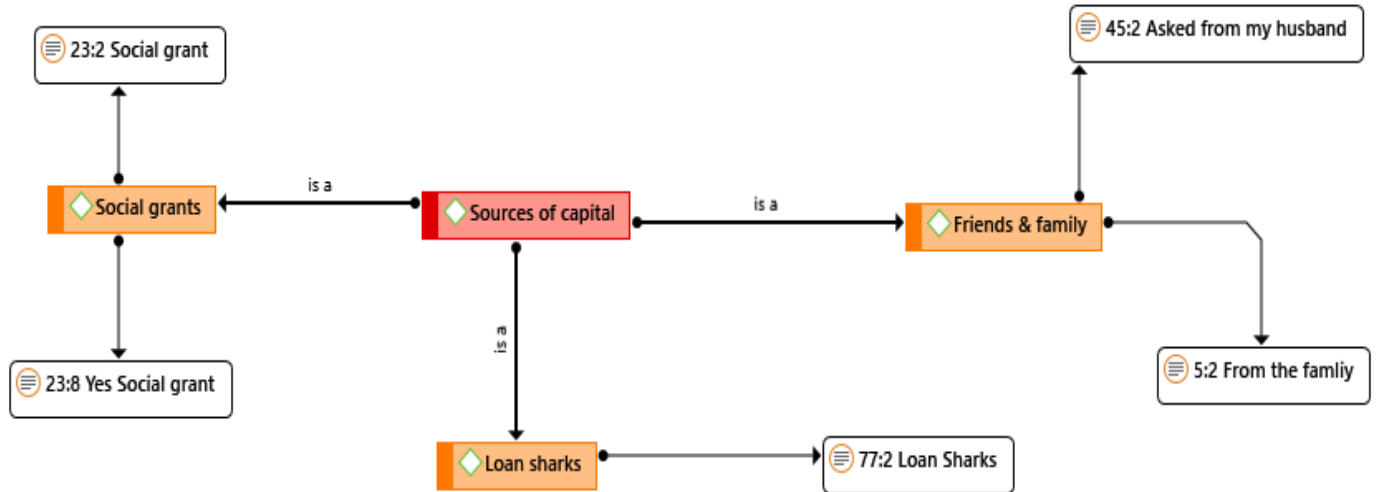 45:2 Asked from my husband
23:2 Social grant
is a
Social grants
Sources of capital
is a
Friends & family
is a
5:2 From the famliy
23:8 Yes Social grant
Loan sharks
77:2 Loan Sharks